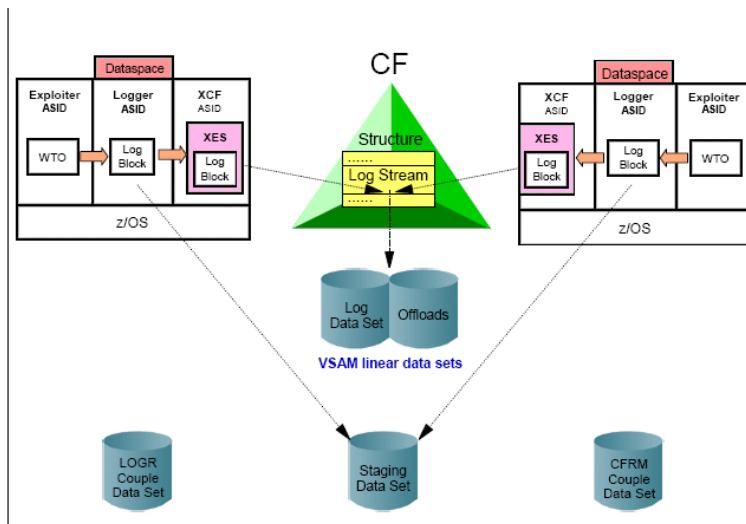 Dataspace
Exploiter
ASID
Logger
ASID
XCF
ASID
XES
WTO
Log
Block
Log
Block
z/OS
CF
Structure
......
Log Stream
......
Dataspace
XCF
ASID
Logger
ASID
Exploiter
ASID
XES
Log
Block
Log
Block
WTO
z/OS
Log
Data Set
Offloads
VSAM linear data sets
LOGR
Couple
Data Set
Staging
Data Set
CFRM
Couple
Data Set